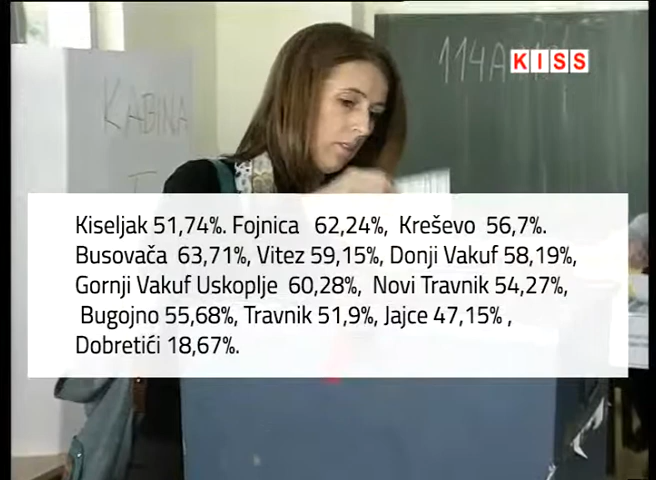 114A
KISS
KABINA
Kiseljak 51,74%. Fojnica 62,24%, Kreševo 56,7%.
Busovača 63,71%, Vitez 59,15%, Donji Vakuf 58,19%,
Gornji Vakuf Uskoplje 60,28%, Novi Travnik 54,27%,
Bugojno 55,68%, Travnik 51,9%, Jajce 47,15% ,
Dobretići 18,67%.